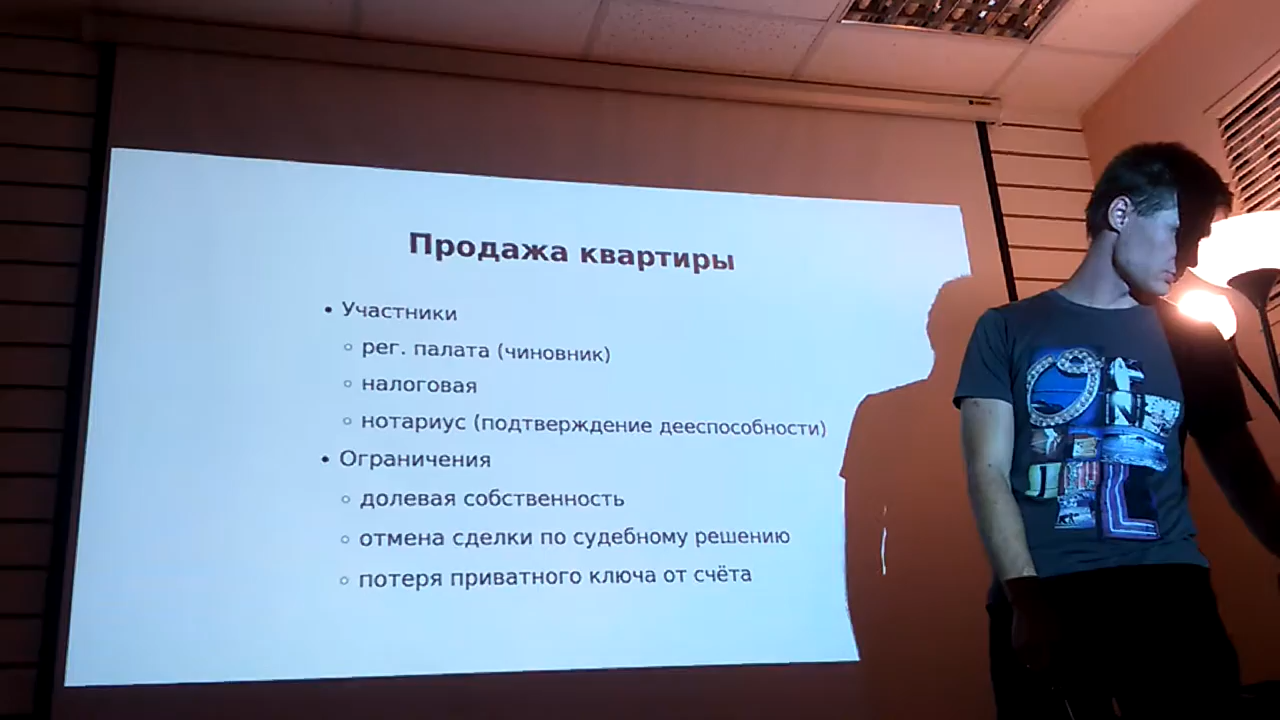 Продажа квартиры
• Участники
◦ рег. палата (чиновник)
◦ налоговая
◦ нотариус (подтверждение дееспособности)
• Ограничения
◦ долевая собственность
◦ отмена сделки по судебному решению
◦ потеря приватного ключа от счёта